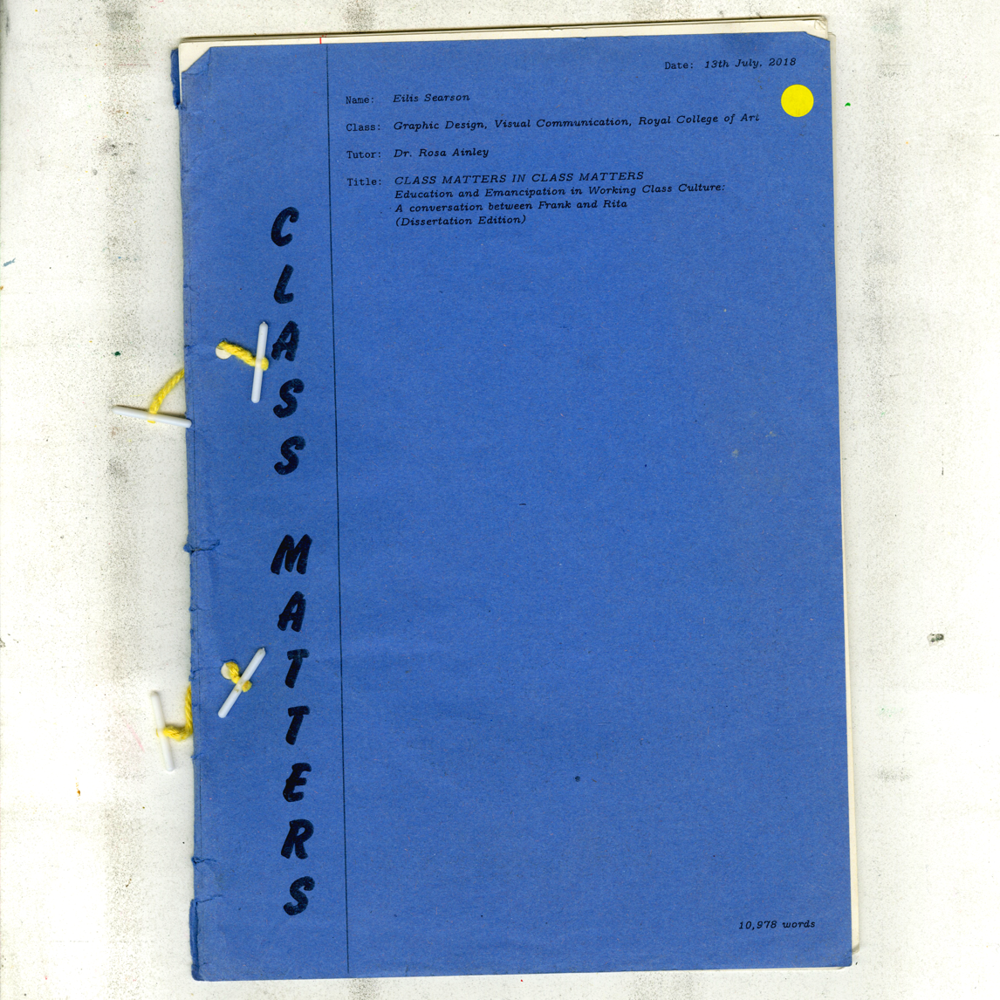 Date: 13th July. 2018
Name: Eilis Searson
Class: Graphic Design, Visual Communication, Royal College of Art
Tutor: Dr. Rosa Ainley
Title: CLASS MATTERS IN CLASS MATTERS
Education and Emancipation in Working Class Culture:
A conversation between Frank and Rita
(Dissertation Edition)
CLASS MATTERS
10,978 words